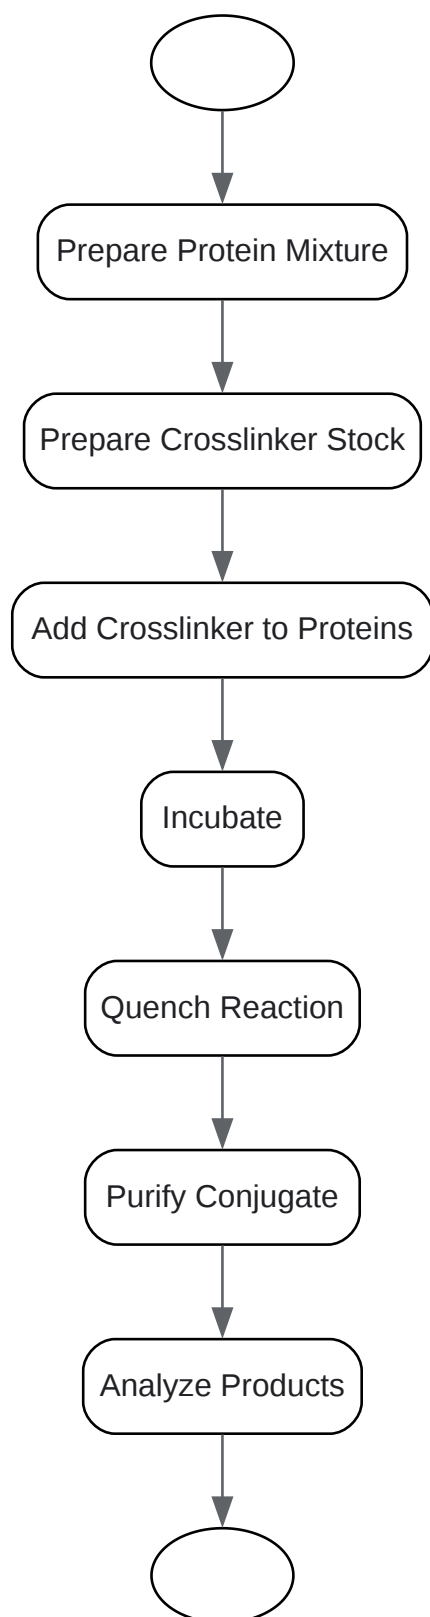 Prepare Protein Mixture
Prepare Crosslinker Stock
Add Crosslinker to Proteins
Incubate
Quench Reaction
Purify Conjugate
Analyze Products